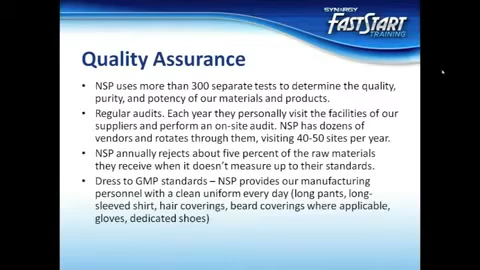 SYNERGY
FASTSTART
TRAINING
Quality Assurance
• NSP uses more than 300 separate tests to determine the quality,
purity, and potency of our materials and products.
• Regular audits. Each year they personally visit the facilities of our
suppliers and perform an on-site audit. NSP has dozens of
vendors and rotates through them, visiting 40-50 sites per year.
• NSP annually rejects about five percent of the raw materials
they receive when it doesn't measure up to their standards.
• Dress to GMP standards – NSP provides our manufacturing
personnel with a clean uniform every day (long pants, long-
sleeved shirt, hair coverings, beard coverings where applicable,
gloves, dedicated shoes)